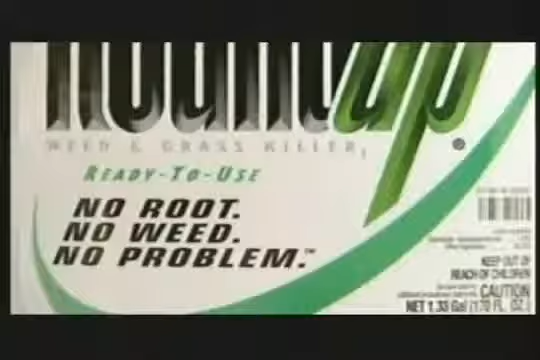 Roundup®
WEED & GRASS KILLER
READY-TO-USE
NO ROOT.
NO WEED.
NO PROBLEM.™
KEEP OUT OF
REACH OF CHILDREN
CAUTION
NET 1.33 Gal (170 FL. OZ.)